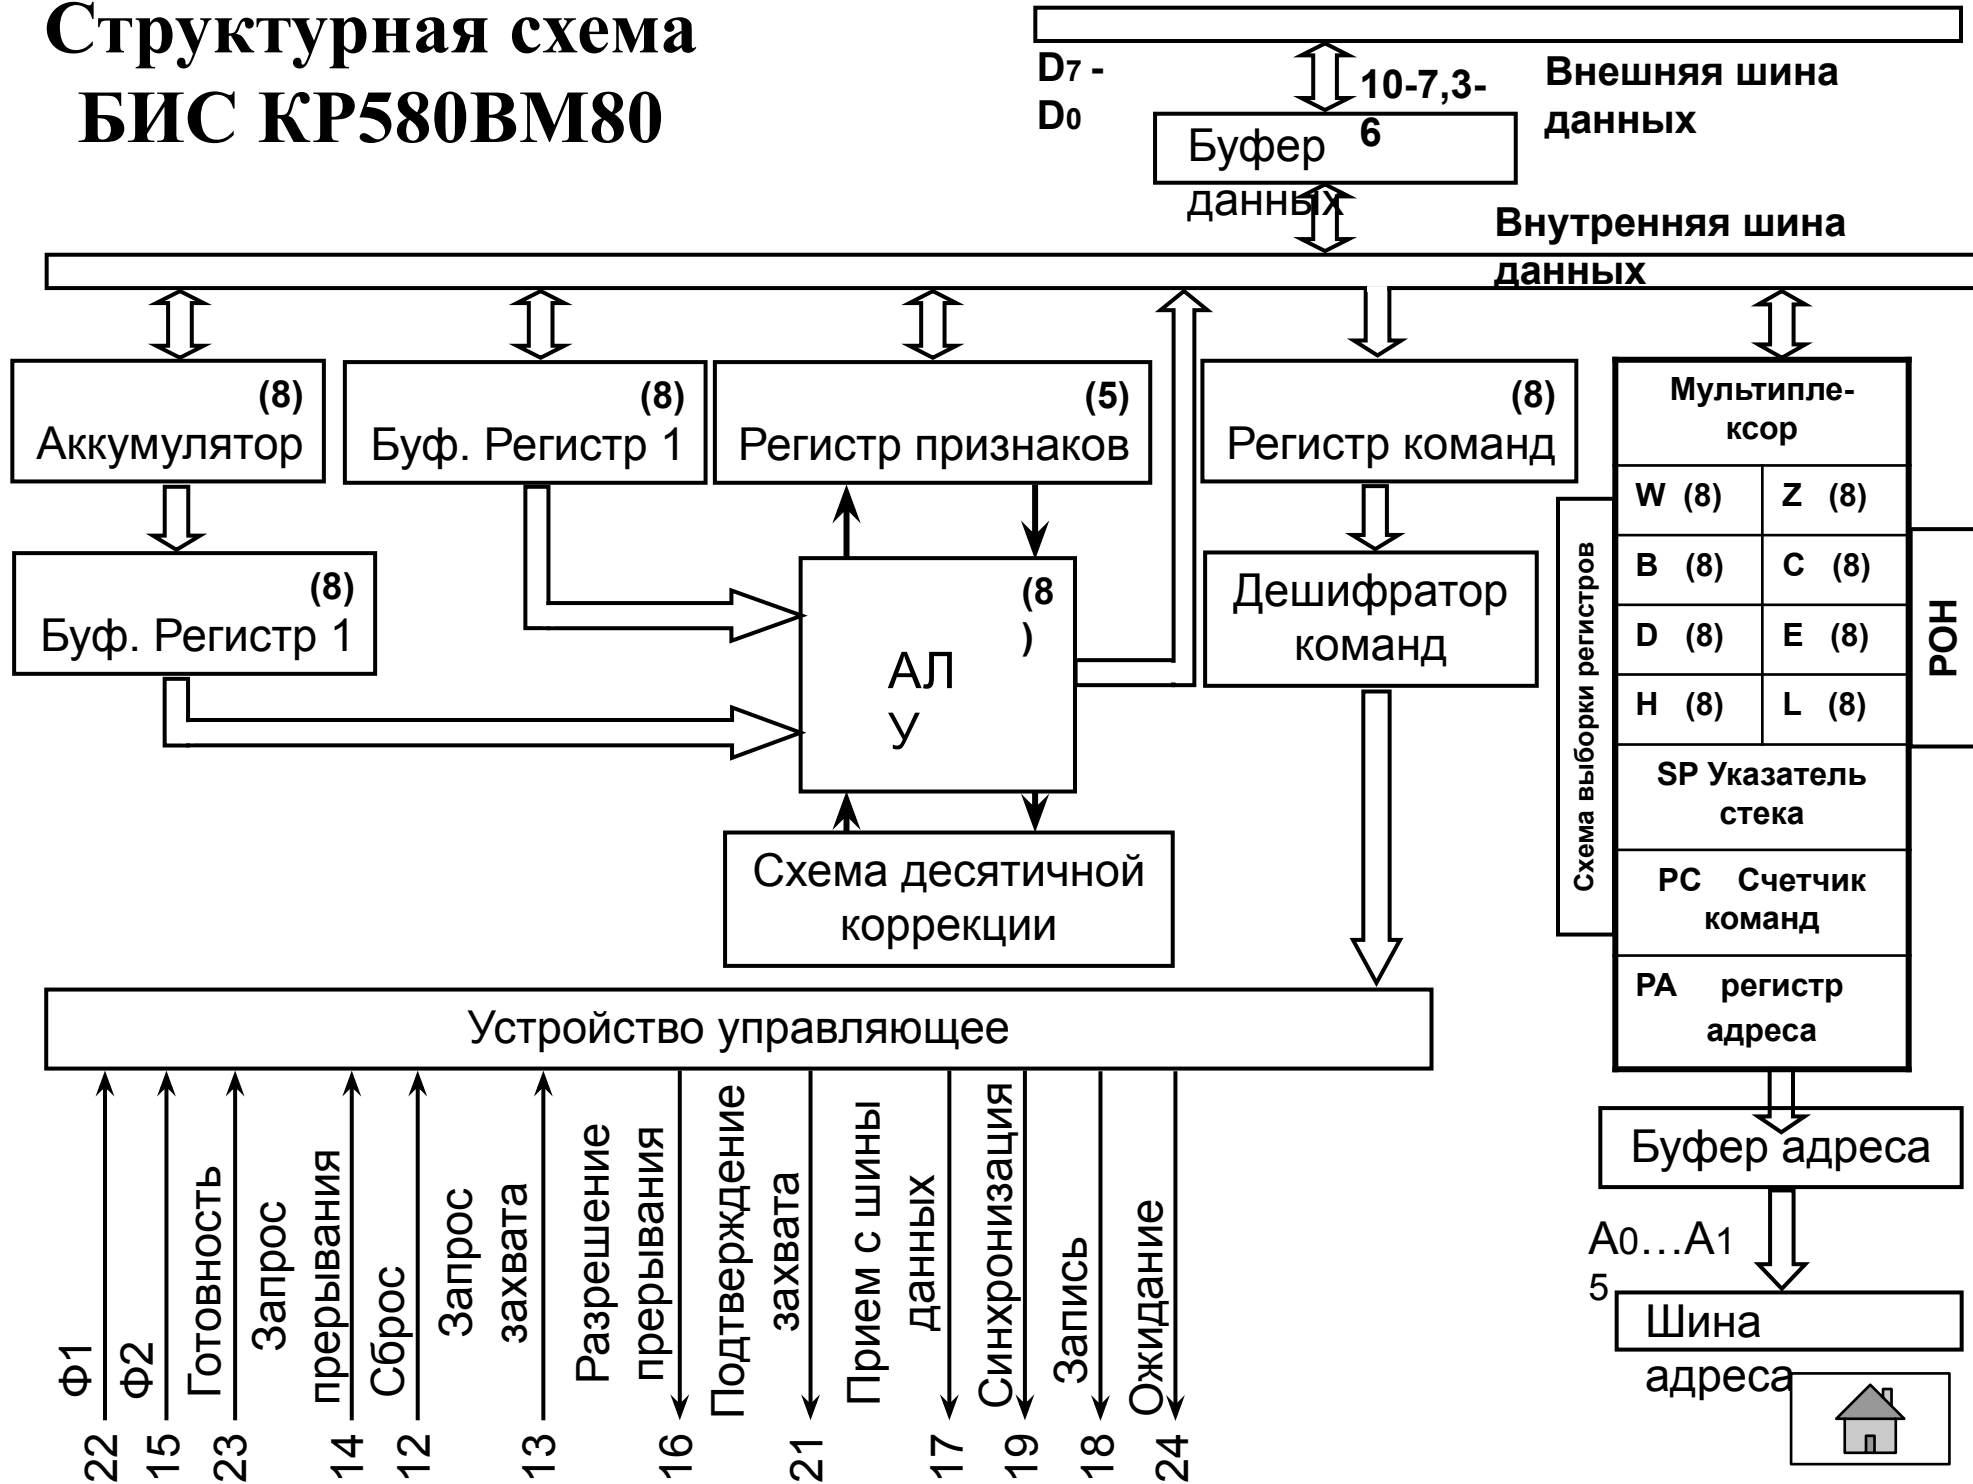 Структурная схема
БИС КР580ВМ80
D7 -
D0
10-7,3-
6
Внешняя шина
данных
Буфер
данных
Внутренняя шина
данных
(8)
Аккумулятор
(8)
Буф. Регистр 1
(5)
Регистр признаков
(8)
Регистр команд
Мультипле-
ксор
W (8)
Z (8)
B (8)
C (8)
D (8)
E (8)
H (8)
L (8)
SP Указатель
стека
PC Счетчик
команд
РА регистр
адреса
Схема выборки регистров
РОН
(8)
Буф. Регистр 1
(8
)
АЛ
У
Дешифратор
команд
Схема десятичной
коррекции
Устройство управляющее
Ф1
Ф2
Готовность
Запрос
прерывания
Сброс
Запрос
захвата
Разрешение
прерывания
Подтверждение
захвата
Прием с шины
данных
Синхронизация
Запись
Ожидание
22
15
23
14
12
13
16
21
17
19
18
24
Буфер адреса
А0…А1
5
Шина
адреса